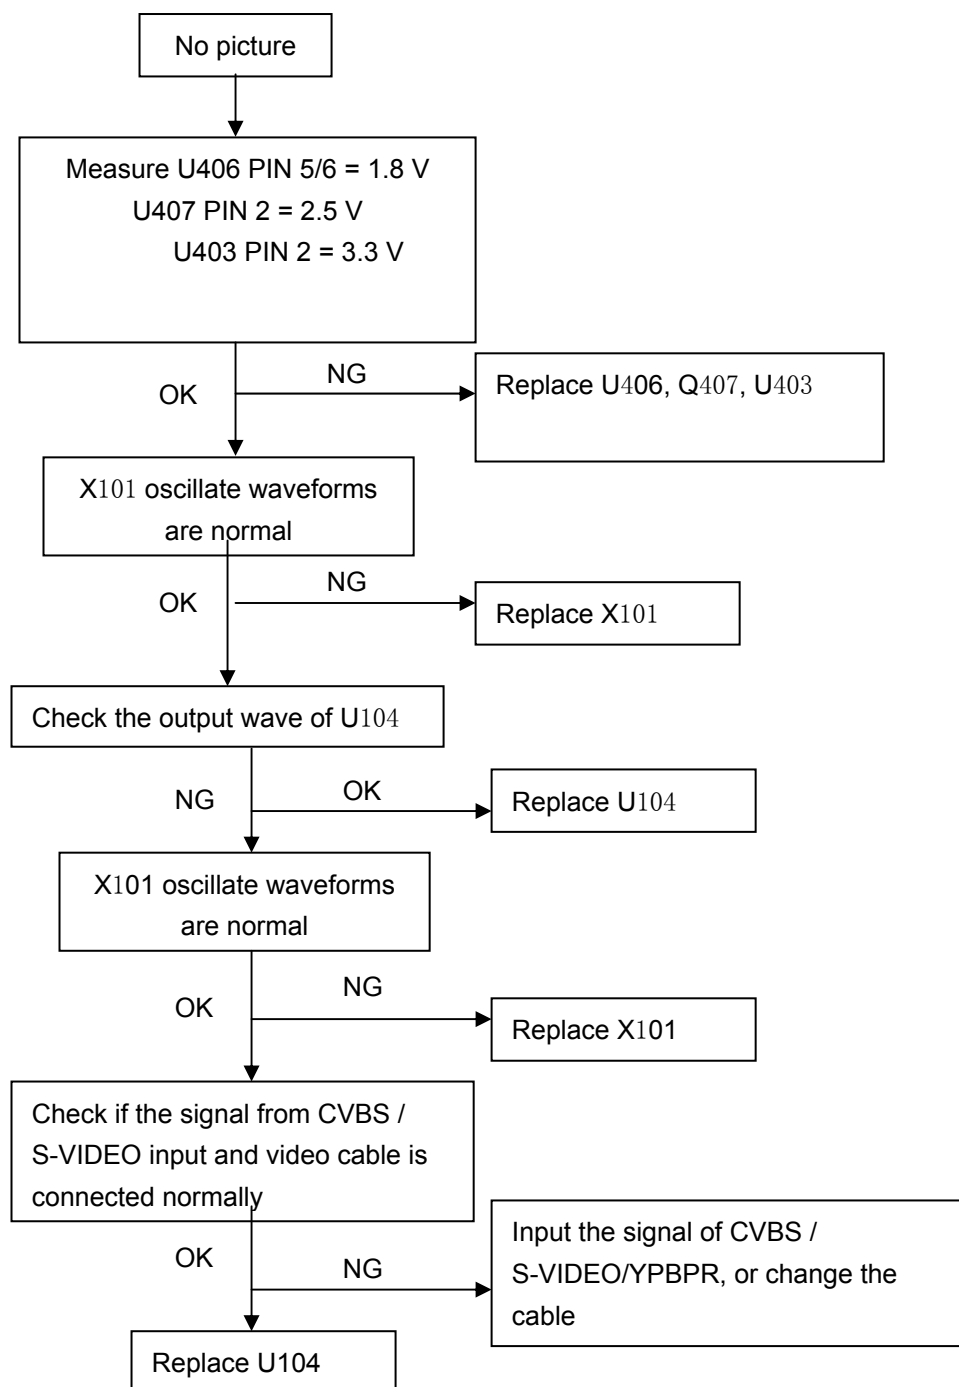 No picture
Measure U406 PIN 5/6 = 1.8 V
U407 PIN 2 = 2.5 V
U403 PIN 2 = 3.3 V
NG
OK
Replace U406, Q407, U403
X101 oscillate waveforms
are normal
NG
OK
Replace X101
Check the output wave of U104
NG
OK
Replace U104
X101 oscillate waveforms
are normal
NG
OK
Replace X101
Check if the signal from CVBS /
S-VIDEO input and video cable is
connected normally
OK
NG
Input the signal of CVBS /
S-VIDEO/YPBPR, or change the
cable
Replace U104